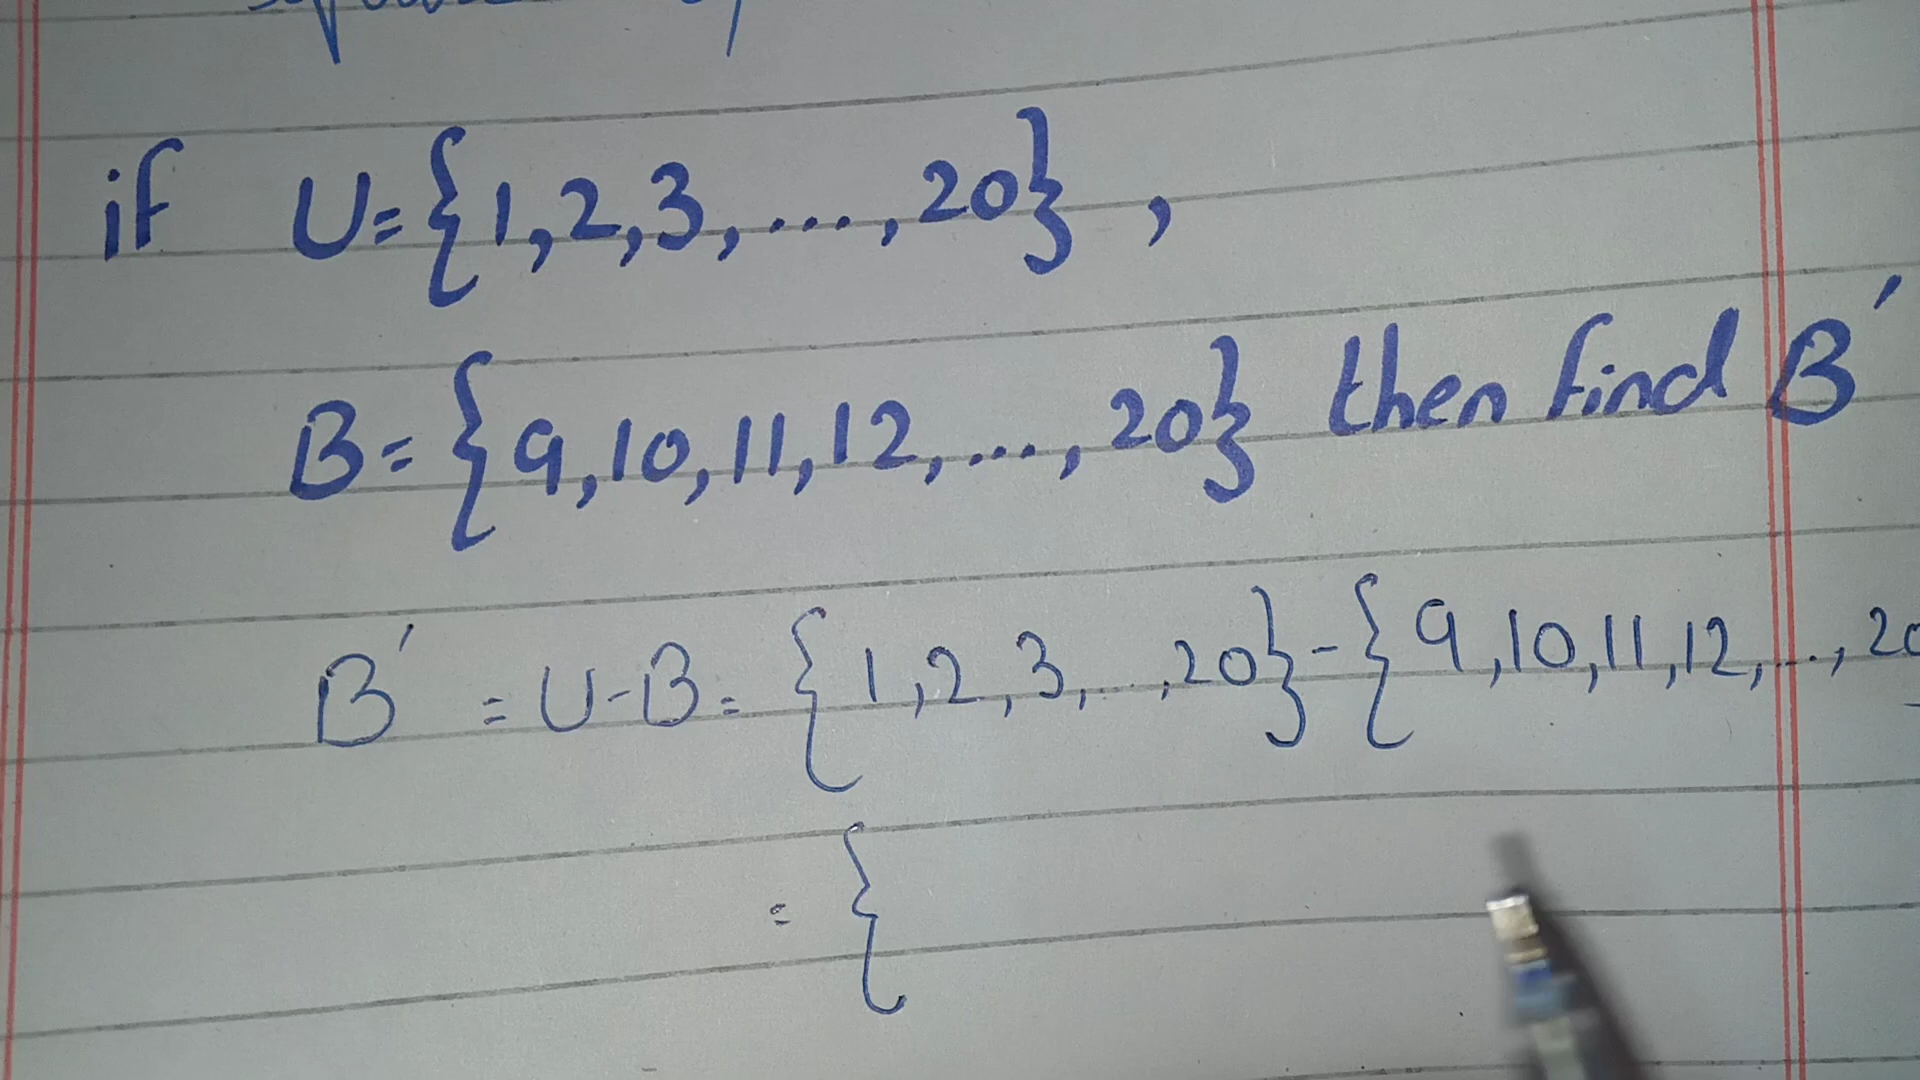 if U={1,2,3,...,20},
B={9,10,11,12,...,20} then find B'
B' = U-B= {1,2,3,...,20}-{9,10,11,12,...,20
= {